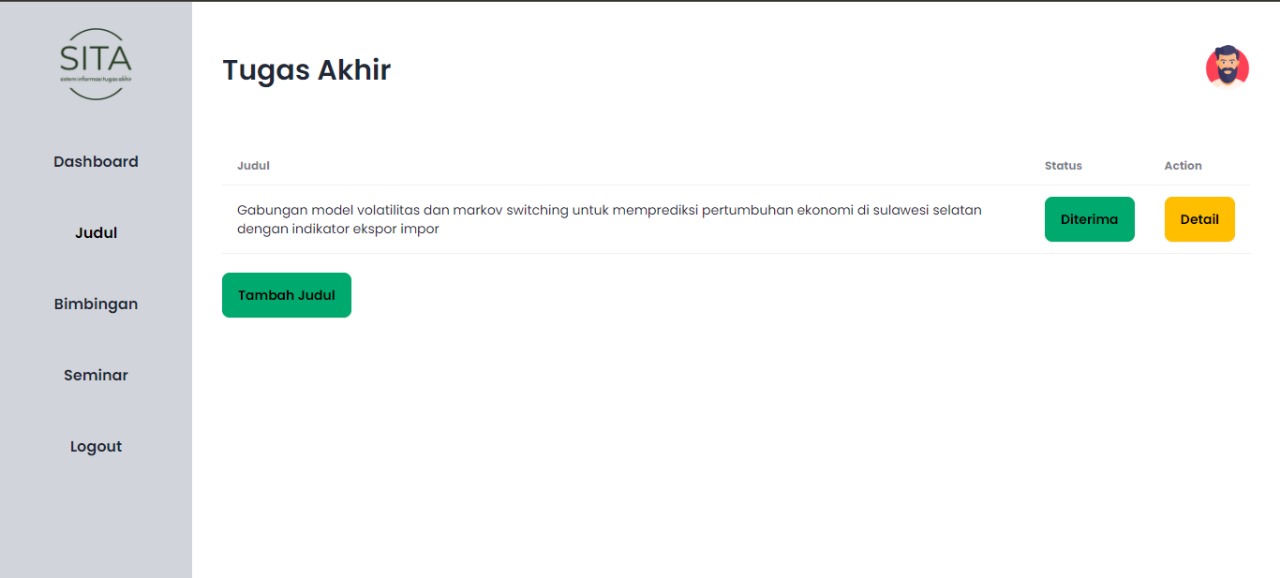 SITA
sistem informasi tugas akhir
Dashboard
Judul
Bimbingan
Seminar
Logout
Tugas Akhir
Judul Status Action
Gabungan model volatilitas dan markov switching untuk memprediksi pertumbuhan ekonomi di sulawesi selatan
dengan indikator ekspor impor
Diterima Detail
Tambah Judul